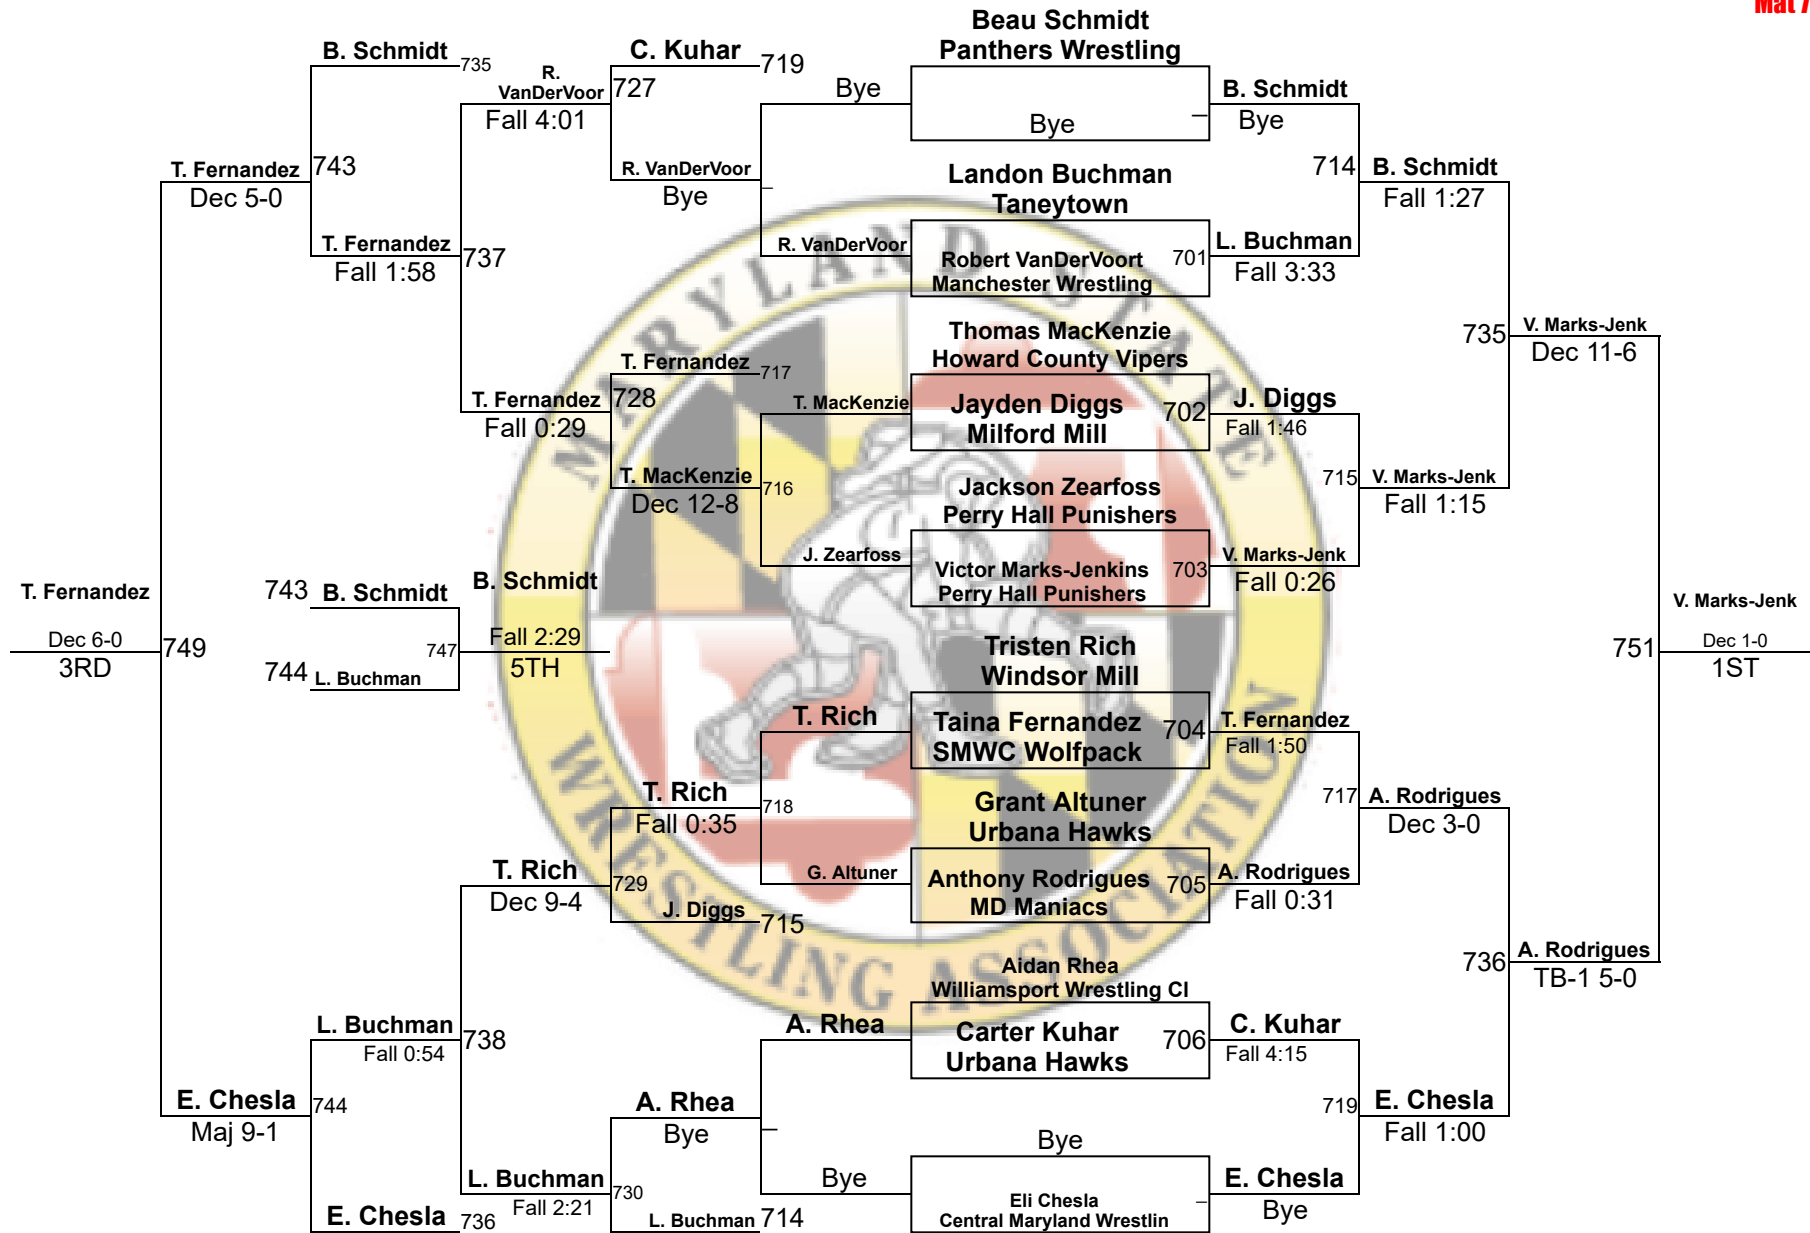 Mat 7
Beau Schmidt
Panthers Wrestling
B. Schmidt
735
R.
VanDerVoor
Fall 4:01
C. Kuhar
719
727
Bye
Bye
B. Schmidt
Bye
T. Fernandez
Dec 5-0
743
R. VanDerVoor
Bye
Landon Buchman
Taneytown
714
B. Schmidt
Fall 1:27
T. Fernandez
Fall 1:58
737
R. VanDerVoor
Robert VanDerVoort
Manchester Wrestling
701
L. Buchman
Fall 3:33
Thomas MacKenzie
Howard County Vipers
735
V. Marks-Jenk
Dec 11-6
T. Fernandez
717
T. Fernandez
Fall 0:29
728
T. MacKenzie
Jayden Diggs
Milford Mill
702
J. Diggs
Fall 1:46
T. MacKenzie
Dec 12-8
716
Jackson Zearfoss
Perry Hall Punishers
715
V. Marks-Jenk
Fall 1:15
J. Zearfoss
Victor Marks-Jenkins
Perry Hall Punishers
703
V. Marks-Jenk
Fall 0:26
T. Fernandez
Dec 6-0
3RD
749
743
B. Schmidt
744
L. Buchman
747
B. Schmidt
Fall 2:29
5TH
Tristen Rich
Windsor Mill
751
V. Marks-Jenk
Dec 1-0
1ST
T. Rich
Taina Fernandez
SMWC Wolfpack
704
T. Fernandez
Fall 1:50
T. Rich
Fall 0:35
718
Grant Altuner
Urbana Hawks
717
A. Rodrigues
Dec 3-0
T. Rich
Dec 9-4
729
G. Altuner
Anthony Rodrigues
MD Maniacs
705
A. Rodrigues
Fall 0:31
J. Diggs
715
Aidan Rhea
Williamsport Wrestling Cl
736
A. Rodrigues
TB-1 5-0
L. Buchman
Fall 0:54
738
A. Rhea
Carter Kuhar
Urbana Hawks
706
C. Kuhar
Fall 4:15
E. Chesla
Maj 9-1
744
A. Rhea
Bye
Bye
719
E. Chesla
Fall 1:00
L. Buchman
Fall 2:21
730
Bye
Eli Chesla
Central Maryland Wrestlin
E. Chesla
Bye
E. Chesla
736
L. Buchman
714
MARYLAND STATE
WRESTLING ASSOCIATION